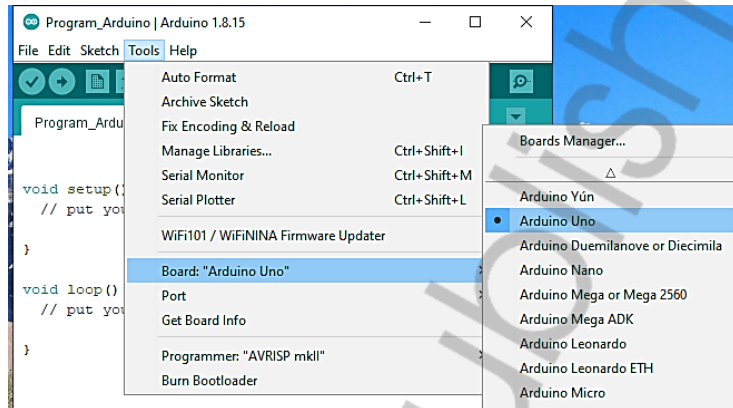 Program_Arduino | Arduino 1.8.15
File Edit Sketch Tools Help
Program_Ardu
void setup()
// put you
}
void loop()
// put you
}
Auto Format Ctrl+T
Archive Sketch
Fix Encoding & Reload
Manage Libraries... Ctrl+Shift+I
Serial Monitor Ctrl+Shift+M
Serial Plotter Ctrl+Shift+L
WiFi101 / WiFiNINA Firmware Updater
Board: "Arduino Uno"
Port
Get Board Info
Programmer: "AVRISP mkII"
Burn Bootloader
Boards Manager...
Arduino Yún
Arduino Uno
Arduino Duemilanove or Diecimila
Arduino Nano
Arduino Mega or Mega 2560
Arduino Mega ADK
Arduino Leonardo
Arduino Leonardo ETH
Arduino Micro
ublish